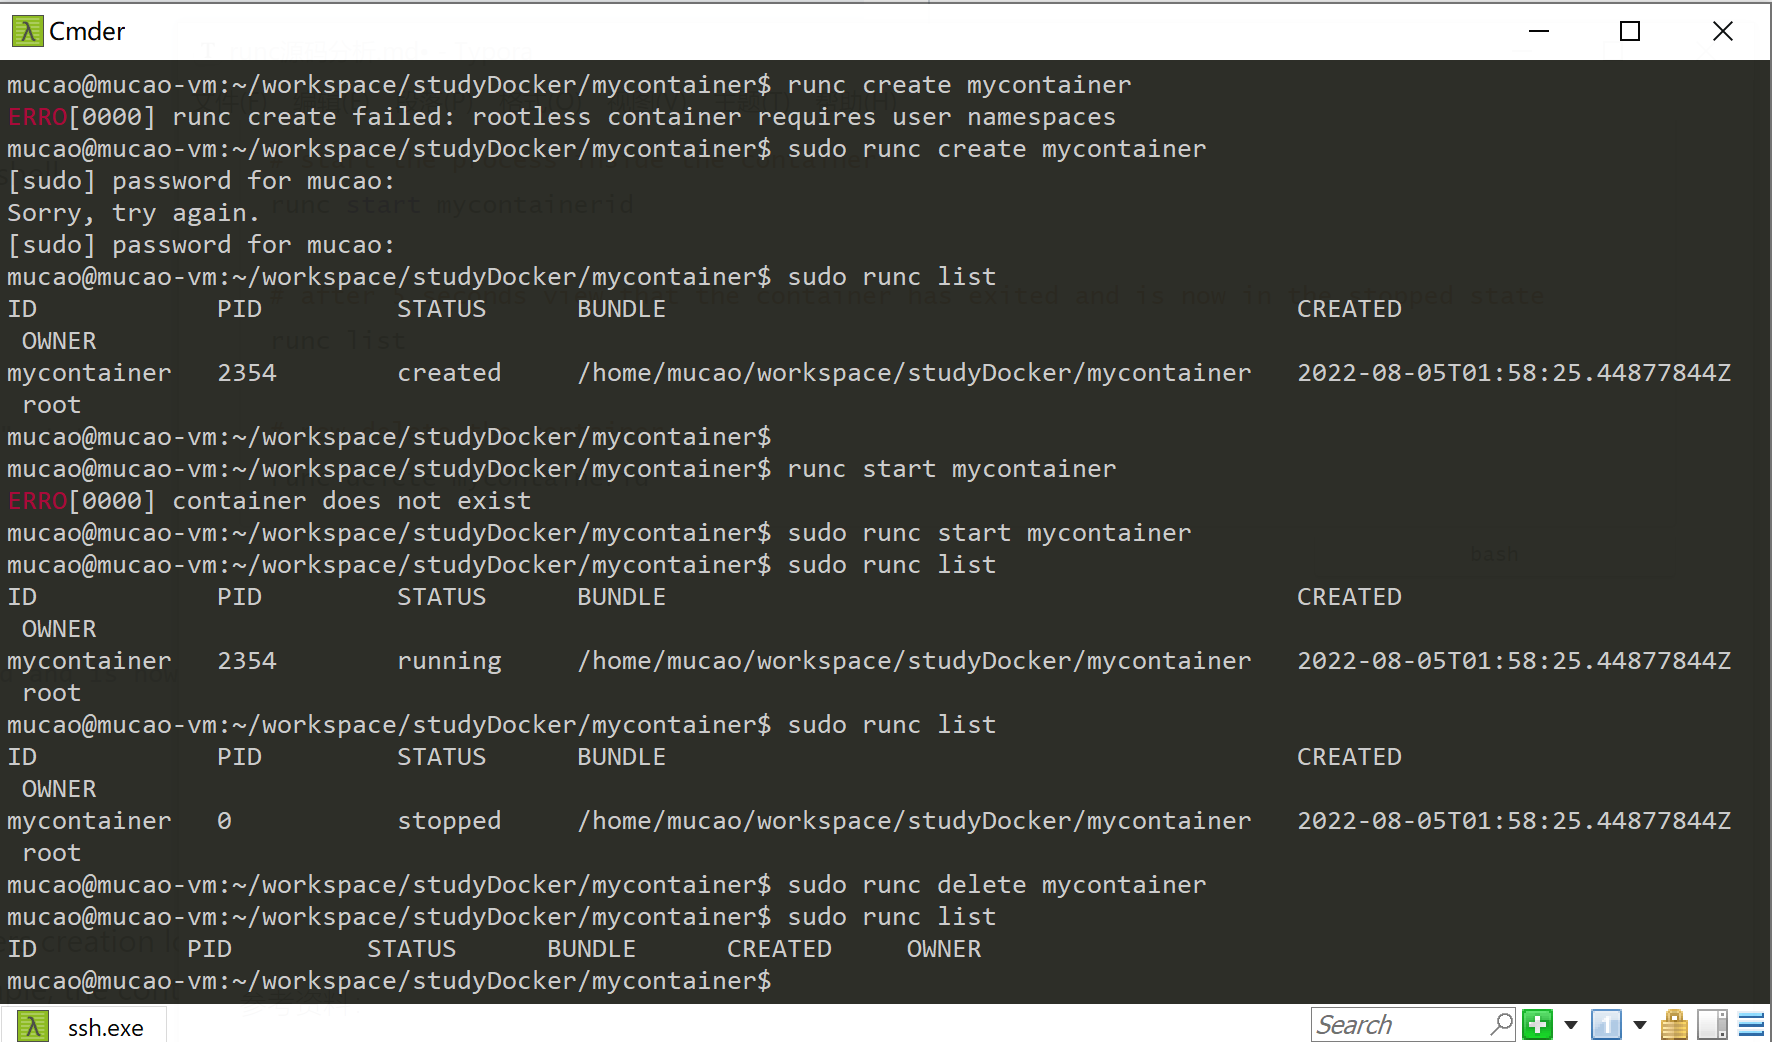 Cmder
mucao@mucao-vm:~/workspace/studyDocker/mycontainer$ runc create mycontainer
ERRO[0000] runc create failed: rootless container requires user namespaces
mucao@mucao-vm:~/workspace/studyDocker/mycontainer$ sudo runc create mycontainer
[sudo] password for mucao:
Sorry, try again.
runc start mycontainerid
[sudo] password for mucao:
mucao@mucao-vm:~/workspace/studyDocker/mycontainer$ sudo runc list
ID PID STATUS BUNDLE CREATED
OWNER
runc list
mycontainer 2354 created /home/mucao/workspace/studyDocker/mycontainer 2022-08-05T01:58:25.44877844Z
root
mucao@mucao-vm:~/workspace/studyDocker/mycontainer$
mucao@mucao-vm:~/workspace/studyDocker/mycontainer$ runc start mycontainer
ERRO[0000] container does not exist
mucao@mucao-vm:~/workspace/studyDocker/mycontainer$ sudo runc start mycontainer
bash
mucao@mucao-vm:~/workspace/studyDocker/mycontainer$ sudo runc list
ID PID STATUS BUNDLE CREATED
OWNER
mycontainer 2354 running /home/mucao/workspace/studyDocker/mycontainer 2022-08-05T01:58:25.44877844Z
root
mucao@mucao-vm:~/workspace/studyDocker/mycontainer$ sudo runc list
ID PID STATUS BUNDLE CREATED
OWNER
mycontainer 0 stopped /home/mucao/workspace/studyDocker/mycontainer 2022-08-05T01:58:25.44877844Z
root
mucao@mucao-vm:~/workspace/studyDocker/mycontainer$ sudo runc delete mycontainer
mucao@mucao-vm:~/workspace/studyDocker/mycontainer$ sudo runc list
ID PID STATUS BUNDLE CREATED OWNER
mucao@mucao-vm:~/workspace/studyDocker/mycontainer$
ssh.exe
Search
1